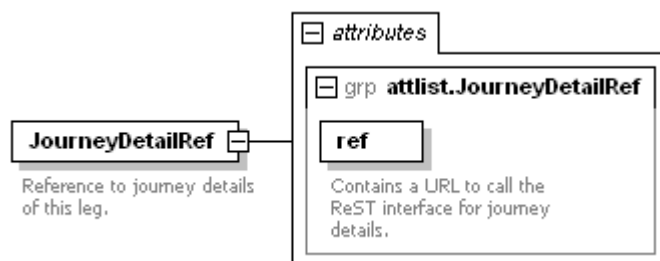 attributes
grp attlist.JourneyDetailRef
JourneyDetailRef
ref
Reference to journey details
of this leg.
Contains a URL to call the
ReST interface for journey
details.